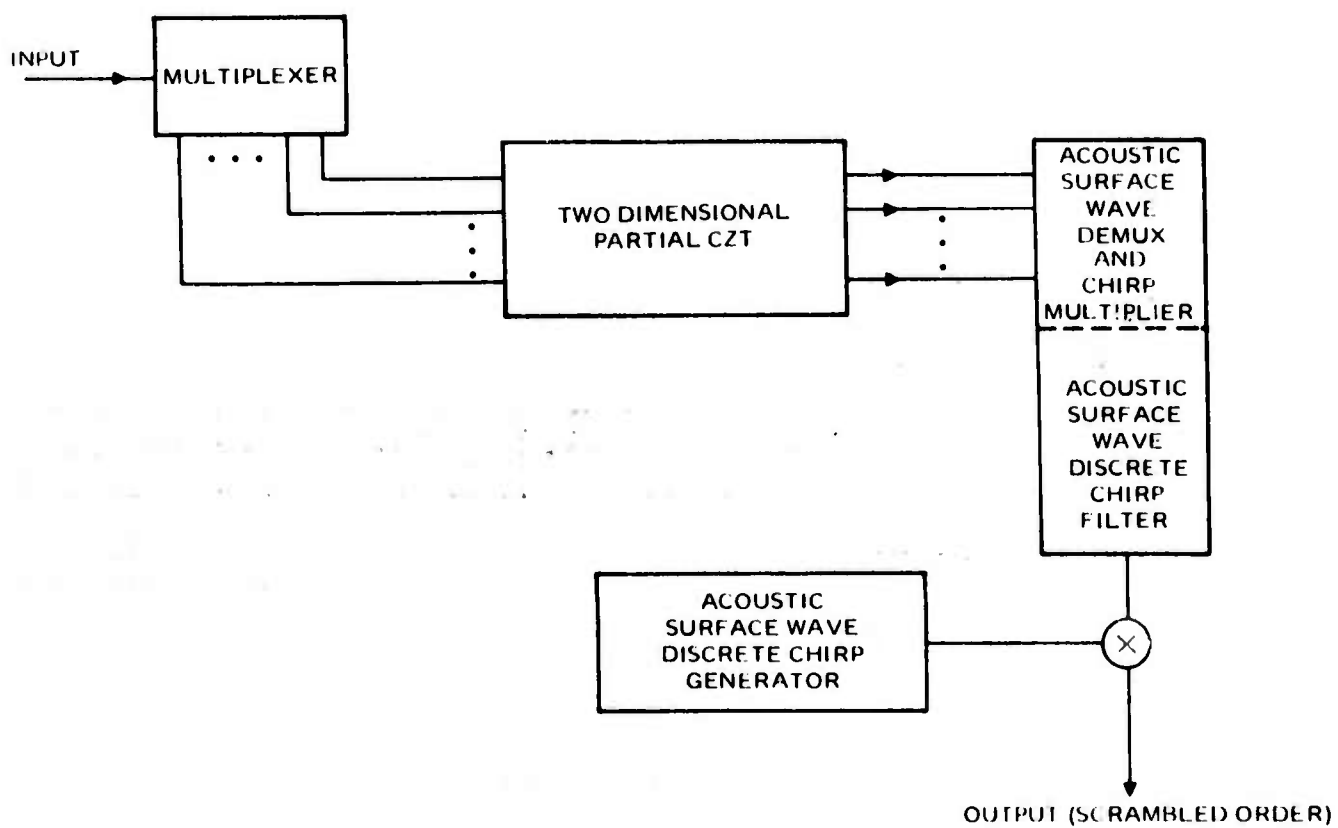 INPUT
MULTIPLEXER
TWO DIMENSIONAL
PARTIAL CZT
ACOUSTIC
SURFACE
WAVE
DEMUX
AND
CHIRP
MULTIPLIER
ACOUSTIC
SURFACE
WAVE
DISCRETE
CHIRP
FILTER
ACOUSTIC
SURFACE WAVE
DISCRETE CHIRP
GENERATOR
OUTPUT (SCRAMBLED ORDER)